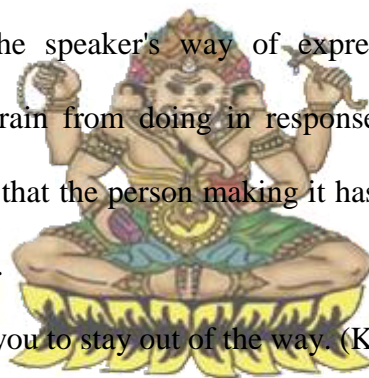 he speaker's way of expre
rain from doing in response
that the person making it has
.
you to stay out of the way. (K